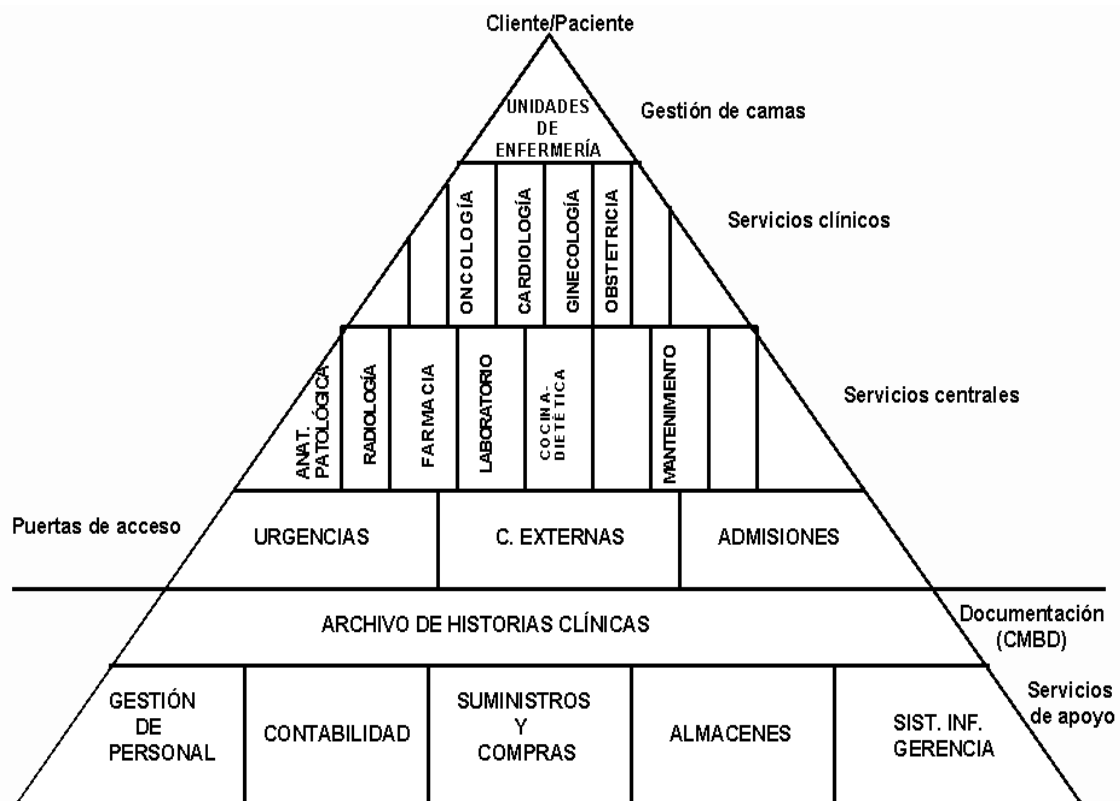 Cliente/Paciente
UNIDADES
DE
ENFERMERÍA
Gestión de camas
ONCOLOGÍA
CARDIOLOGÍA
GINECOLOGÍA
OBSTETRICIA
Servicios clínicos
ANAT.
PATOLÓGICA
RADIOLOGÍA
FARMACIA
LABORATORIO
COCINA-
DIETÉTICA
MANTENIMIENTO
Servicios centrales
Puertas de acceso
URGENCIAS
C. EXTERNAS
ADMISIONES
ARCHIVO DE HISTORIAS CLÍNICAS
Documentación
(CMBD)
GESTIÓN
DE
PERSONAL
CONTABILIDAD
SUMINISTROS
Y
COMPRAS
ALMACENES
SIST. INF.
GERENCIA
Servicios
de apoyo